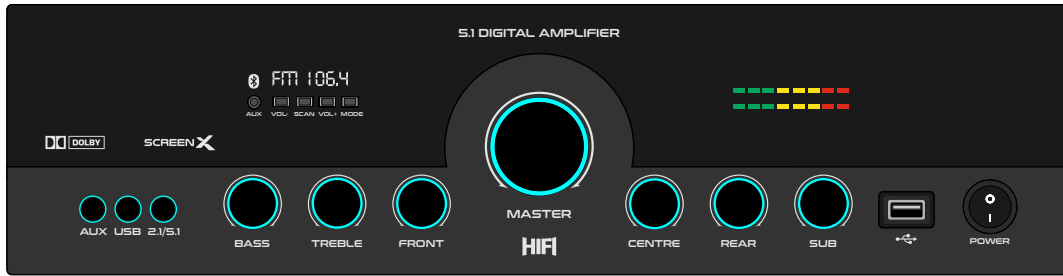 5.1 DIGITAL AMPLIFIER
FM 106.4
AUX VOL- SCAN VOL+ MODE
DOLBY
SCREEN X
AUX USB 2.1/5.1
BASS
TREBLE
FRONT
MASTER
HIFI
CENTRE
REAR
SUB
POWER